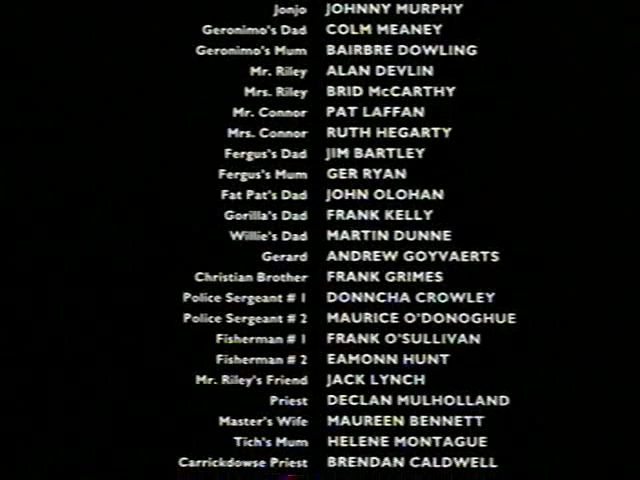 Jonjo JOHNNY MURPHY
Geronimo's Dad COLM MEANEY
Geronimo's Mum BAIRBRE DOWLING
Mr. Riley ALAN DEVLIN
Mrs. Riley BRID McCARTHY
Mr. Connor PAT LAFFAN
Mrs. Connor RUTH HEGARTY
Fergus's Dad JIM BARTLEY
Fergus's Mum GER RYAN
Fat Pat's Dad JOHN OLOHAN
Gorilla's Dad FRANK KELLY
Willie's Dad MARTIN DUNNE
Gerard ANDREW GOYVAERTS
Christian Brother FRANK GRIMES
Police Sergeant # 1 DONNCHA CROWLEY
Police Sergeant # 2 MAURICE O'DONOGHUE
Fisherman # 1 FRANK O'SULLIVAN
Fisherman # 2 EAMONN HUNT
Mr. Riley's Friend JACK LYNCH
Priest DECLAN MULHOLLAND
Master's Wife MAUREEN BENNETT
Tich's Mum HELENE MONTAGUE
Carrickdowse Priest BRENDAN CALDWELL